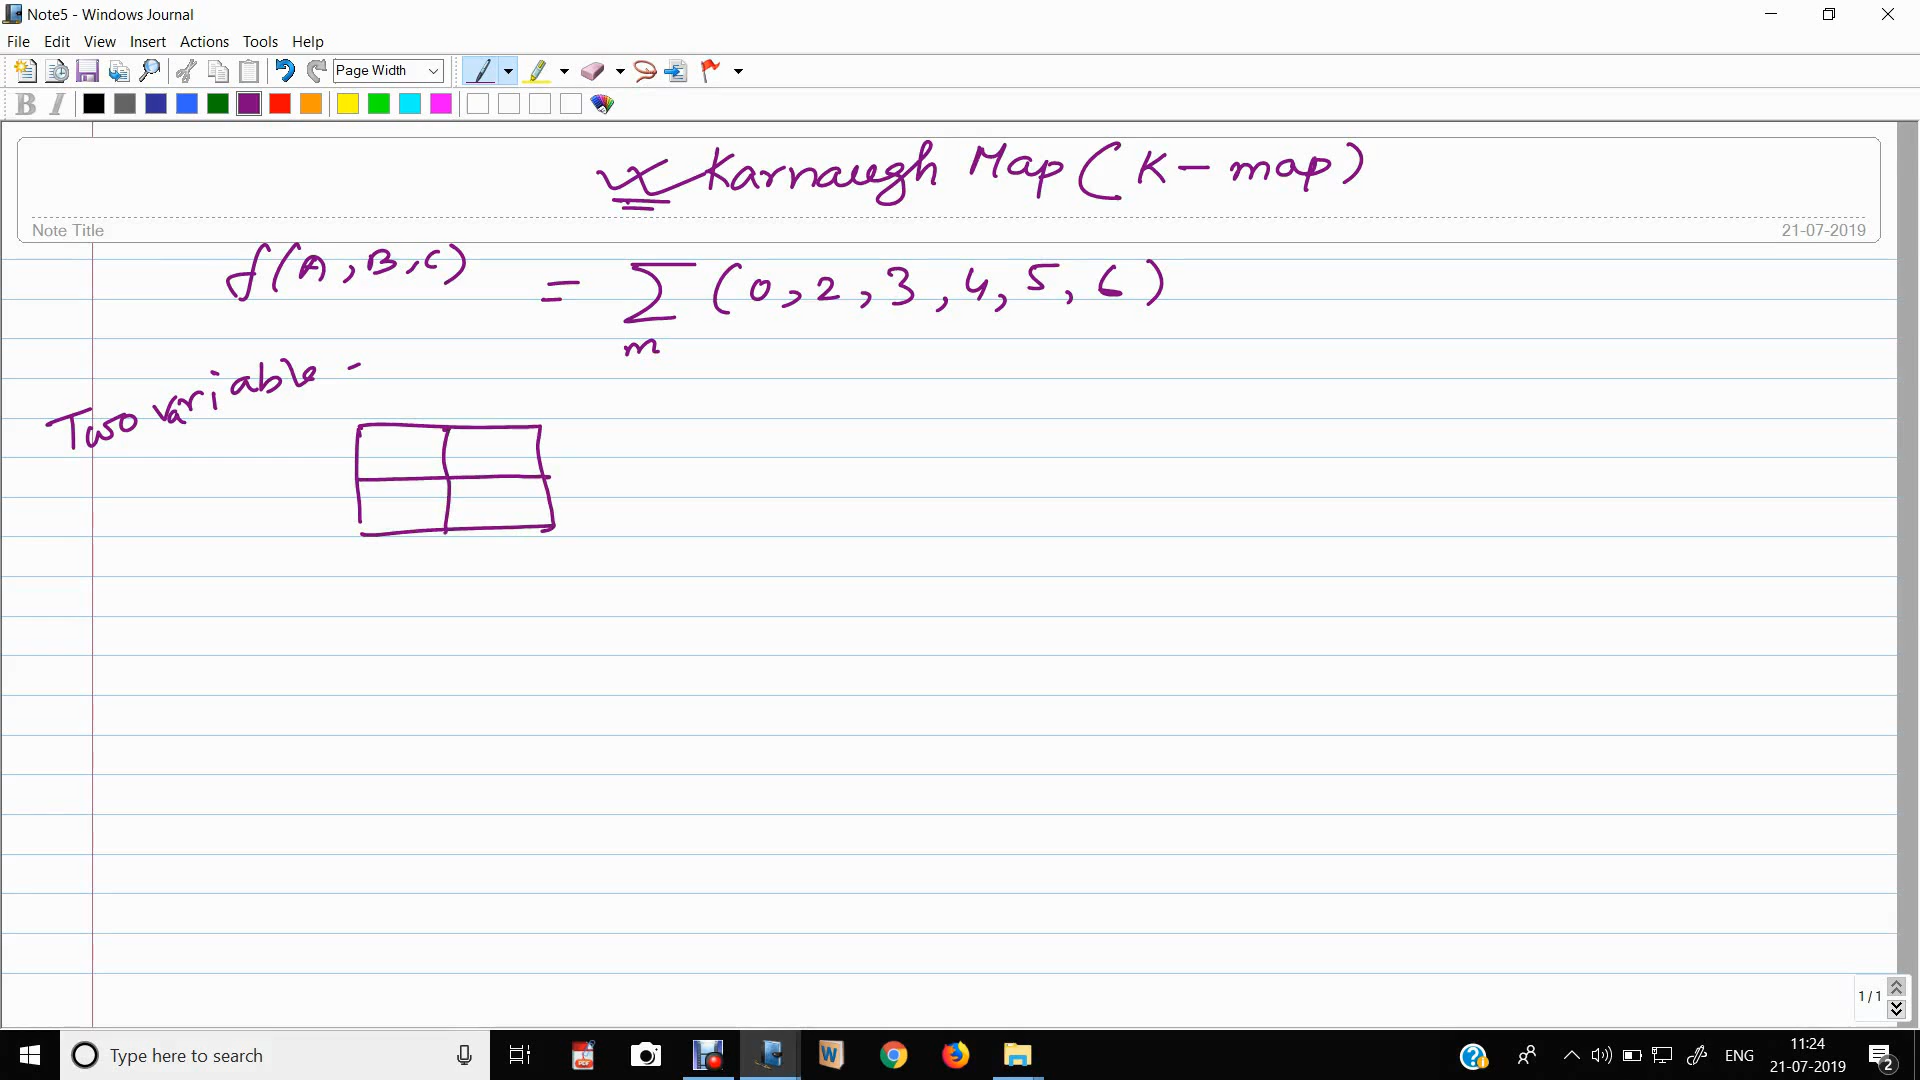 Note5 - Windows Journal
File Edit View Insert Actions Tools Help
Page Width
B I
Karnaugh Map (K - map)
Note Title
21-07-2019
f(A, B, C) = ∑m (0, 2, 3, 4, 5, 6)
Two variable -
1 / 1
Type here to search
W
ENG
11:24
21-07-2019
2